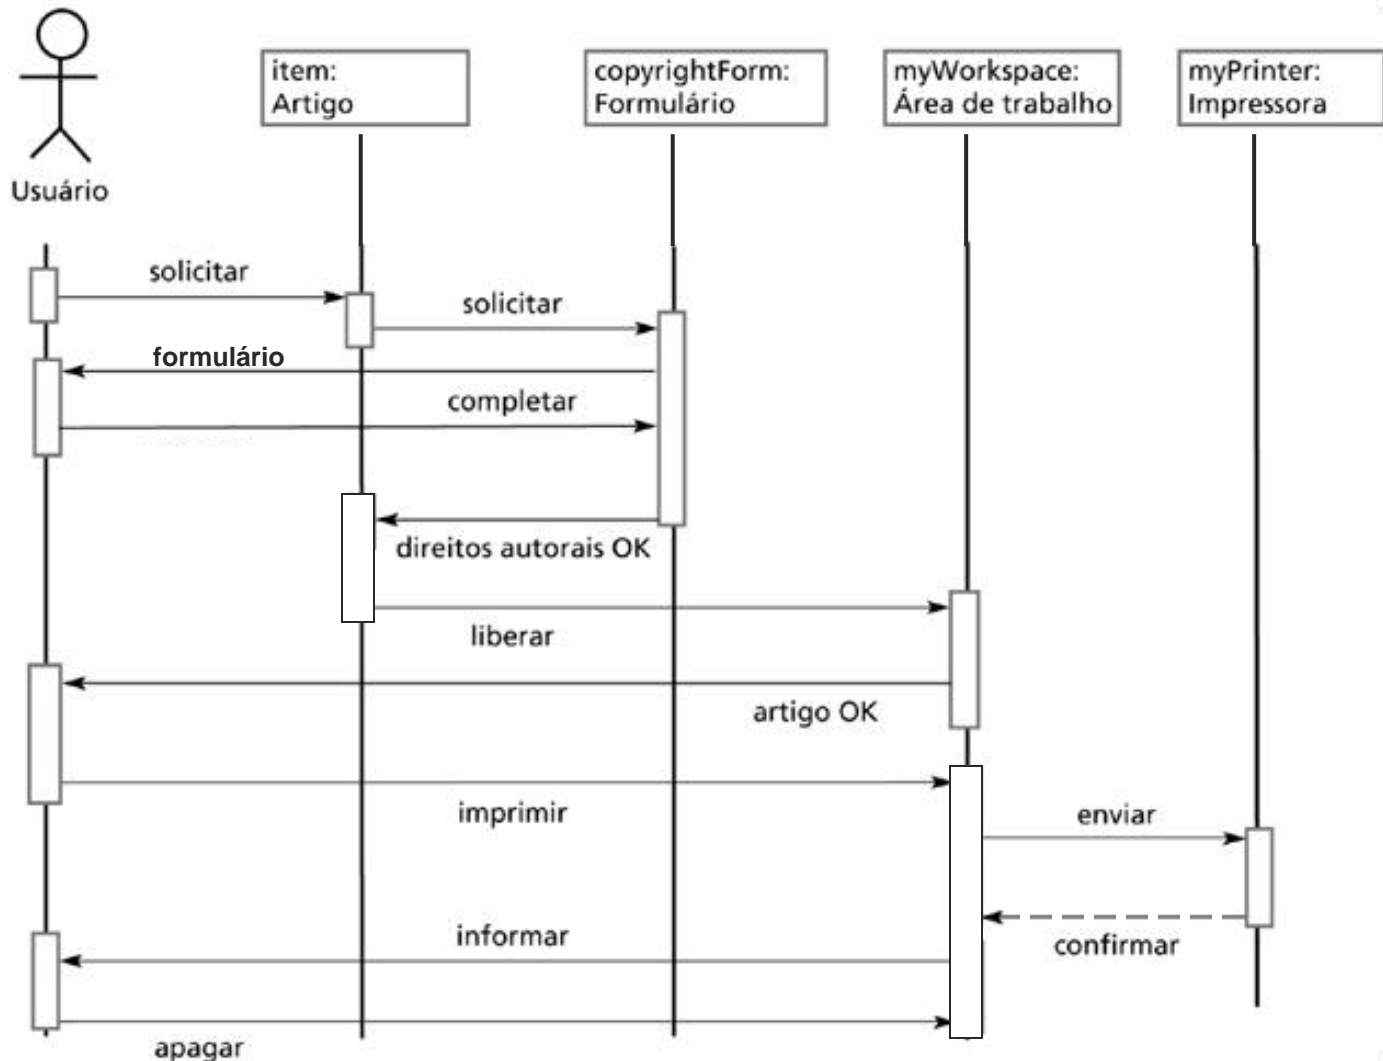 item:
Artigo
copyrightForm:
Formulário
myWorkspace:
Área de trabalho
myPrinter:
Impressora
Usuário
solicitar
solicitar
formulário
completar
direitos autorais OK
liberar
artigo OK
imprimir
enviar
informar
confirmar
apagar